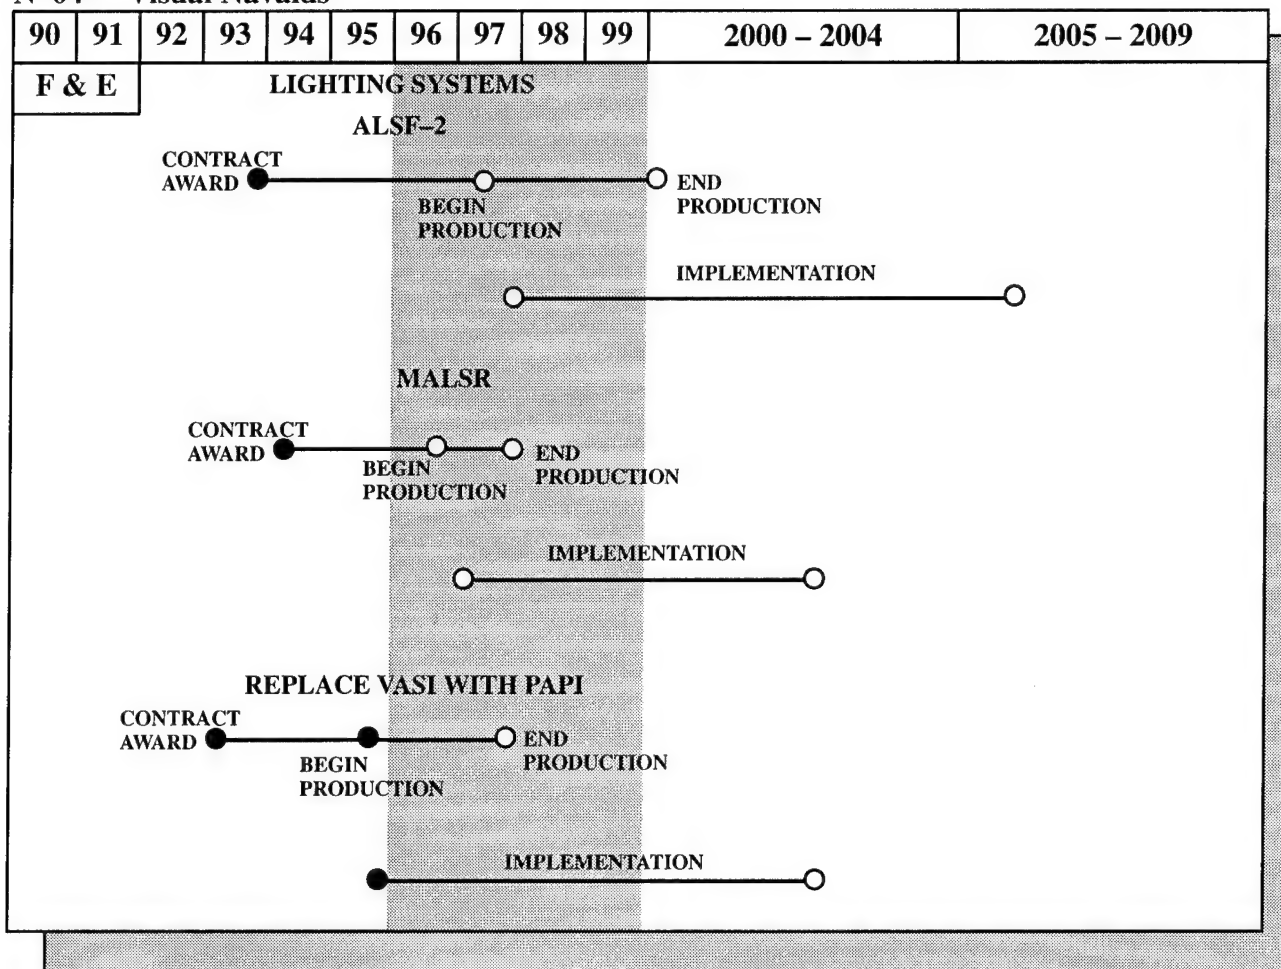 Visual Navaids
90 91 92 93 94 95 96 97 98 99 2000 – 2004 2005 – 2009
F & E
LIGHTING SYSTEMS
ALSF–2
CONTRACT
AWARD
BEGIN
PRODUCTION
END
PRODUCTION
IMPLEMENTATION
MALSR
CONTRACT
AWARD
BEGIN
PRODUCTION
END
PRODUCTION
IMPLEMENTATION
REPLACE VASI WITH PAPI
CONTRACT
AWARD
BEGIN
PRODUCTION
END
PRODUCTION
IMPLEMENTATION